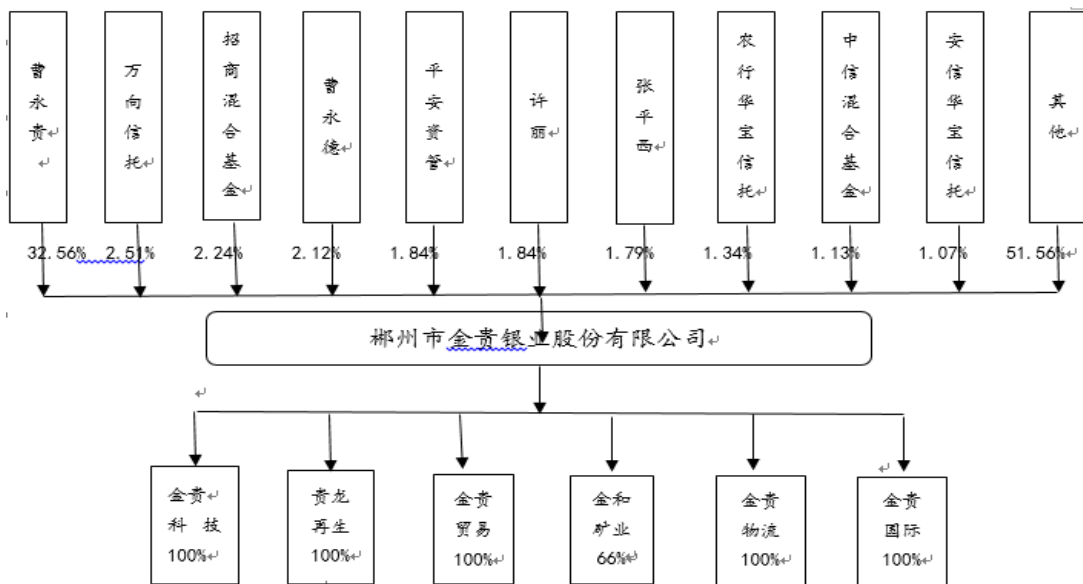 曹永贵
万向信托
招商混合基金
曹永德
平安资管
许丽
张平西
农行华宝信托
中信混合基金
安信华宝信托
其他
32.56% 2.51% 2.24% 2.12% 1.84% 1.84% 1.79% 1.34% 1.13% 1.07% 51.56%
郴州市金贵银业股份有限公司
金贵
科 技
100%
贵龙
再生
100%
金贵
贸易
100%
金和
矿业
66%
金贵
物流
100%
金贵
国际
100%